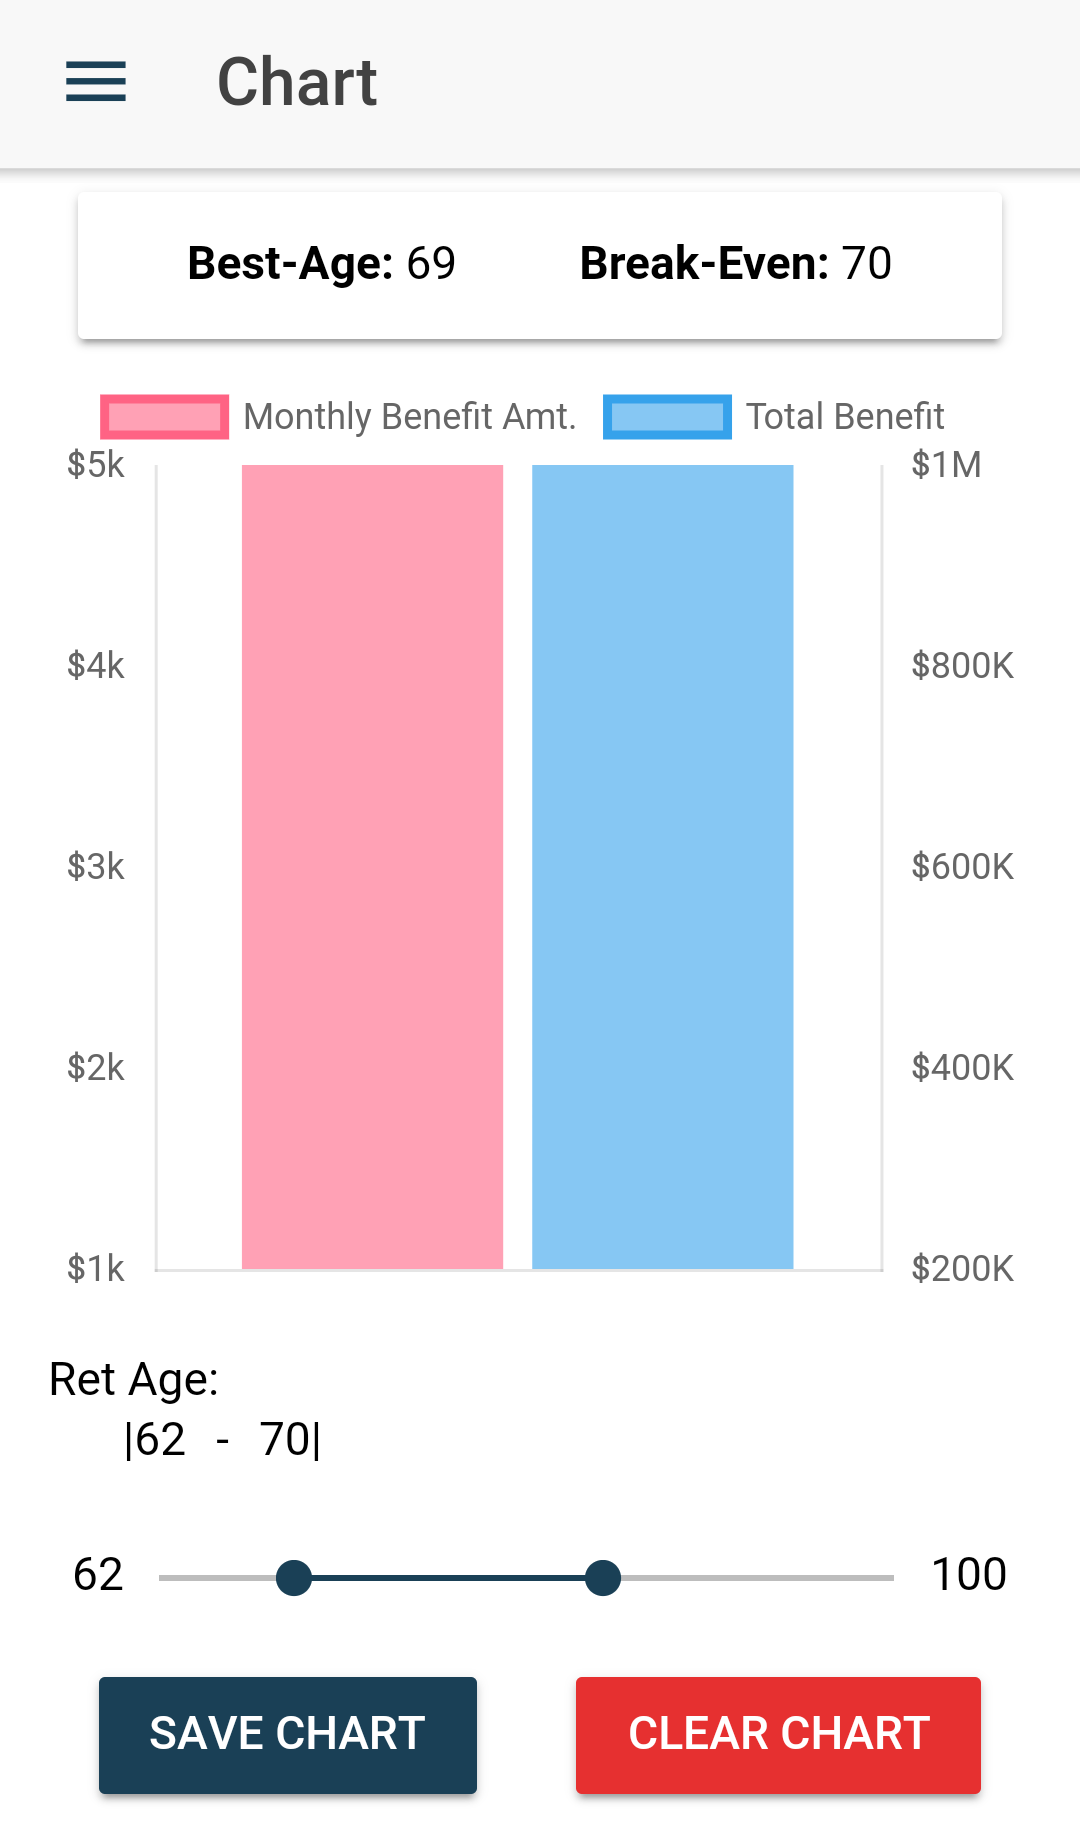 Chart
Best-Age: 69 Break-Even: 70
Monthly Benefit Amt. Total Benefit
$5k $1M
$4k $800K
$3k $600K
$2k $400K
$1k $200K
Ret Age:
|62 - 70|
62 100
SAVE CHART CLEAR CHART